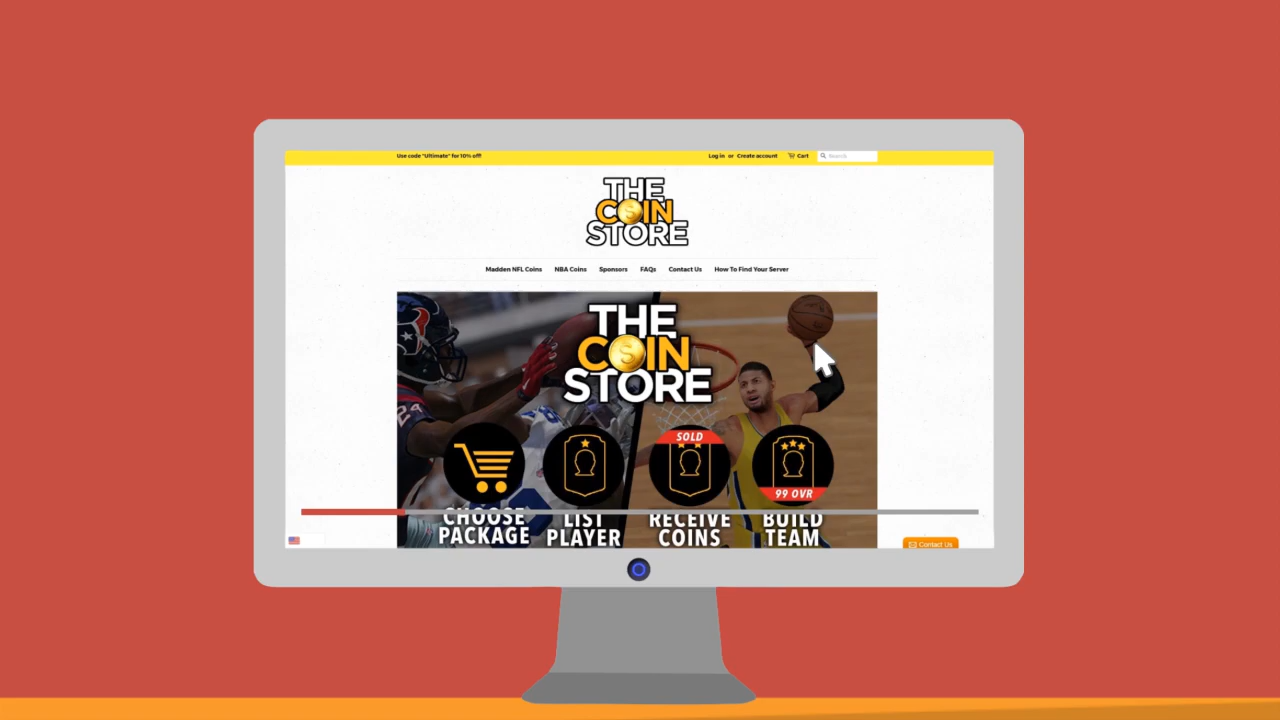 Use code "Ultimate" for 10% off!
Log in or Create account
Cart
Search
THE
COIN
STORE
Madden NFL Coins
NBA Coins
Sponsors
FAQs
Contact Us
How To Find Your Server
THE
COIN
STORE
24
SOLD
99 OVR
CHOOSE
PACKAGE
LIST
PLAYER
RECEIVE
COINS
BUILD
TEAM
Contact Us